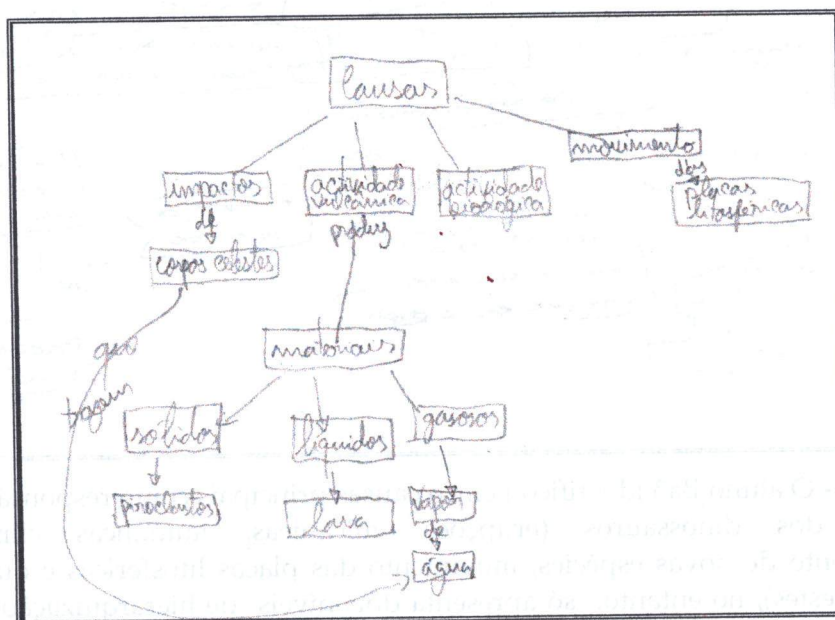 Causas
impactos
de
corpos celestes
actividade
vulcânica
produz
actividade
biológica
movimento
das
Placas
litosféricas
que
trazem
materiais
sólidos
líquidos
gasosos
piroclastos
lava
vapor
de
água